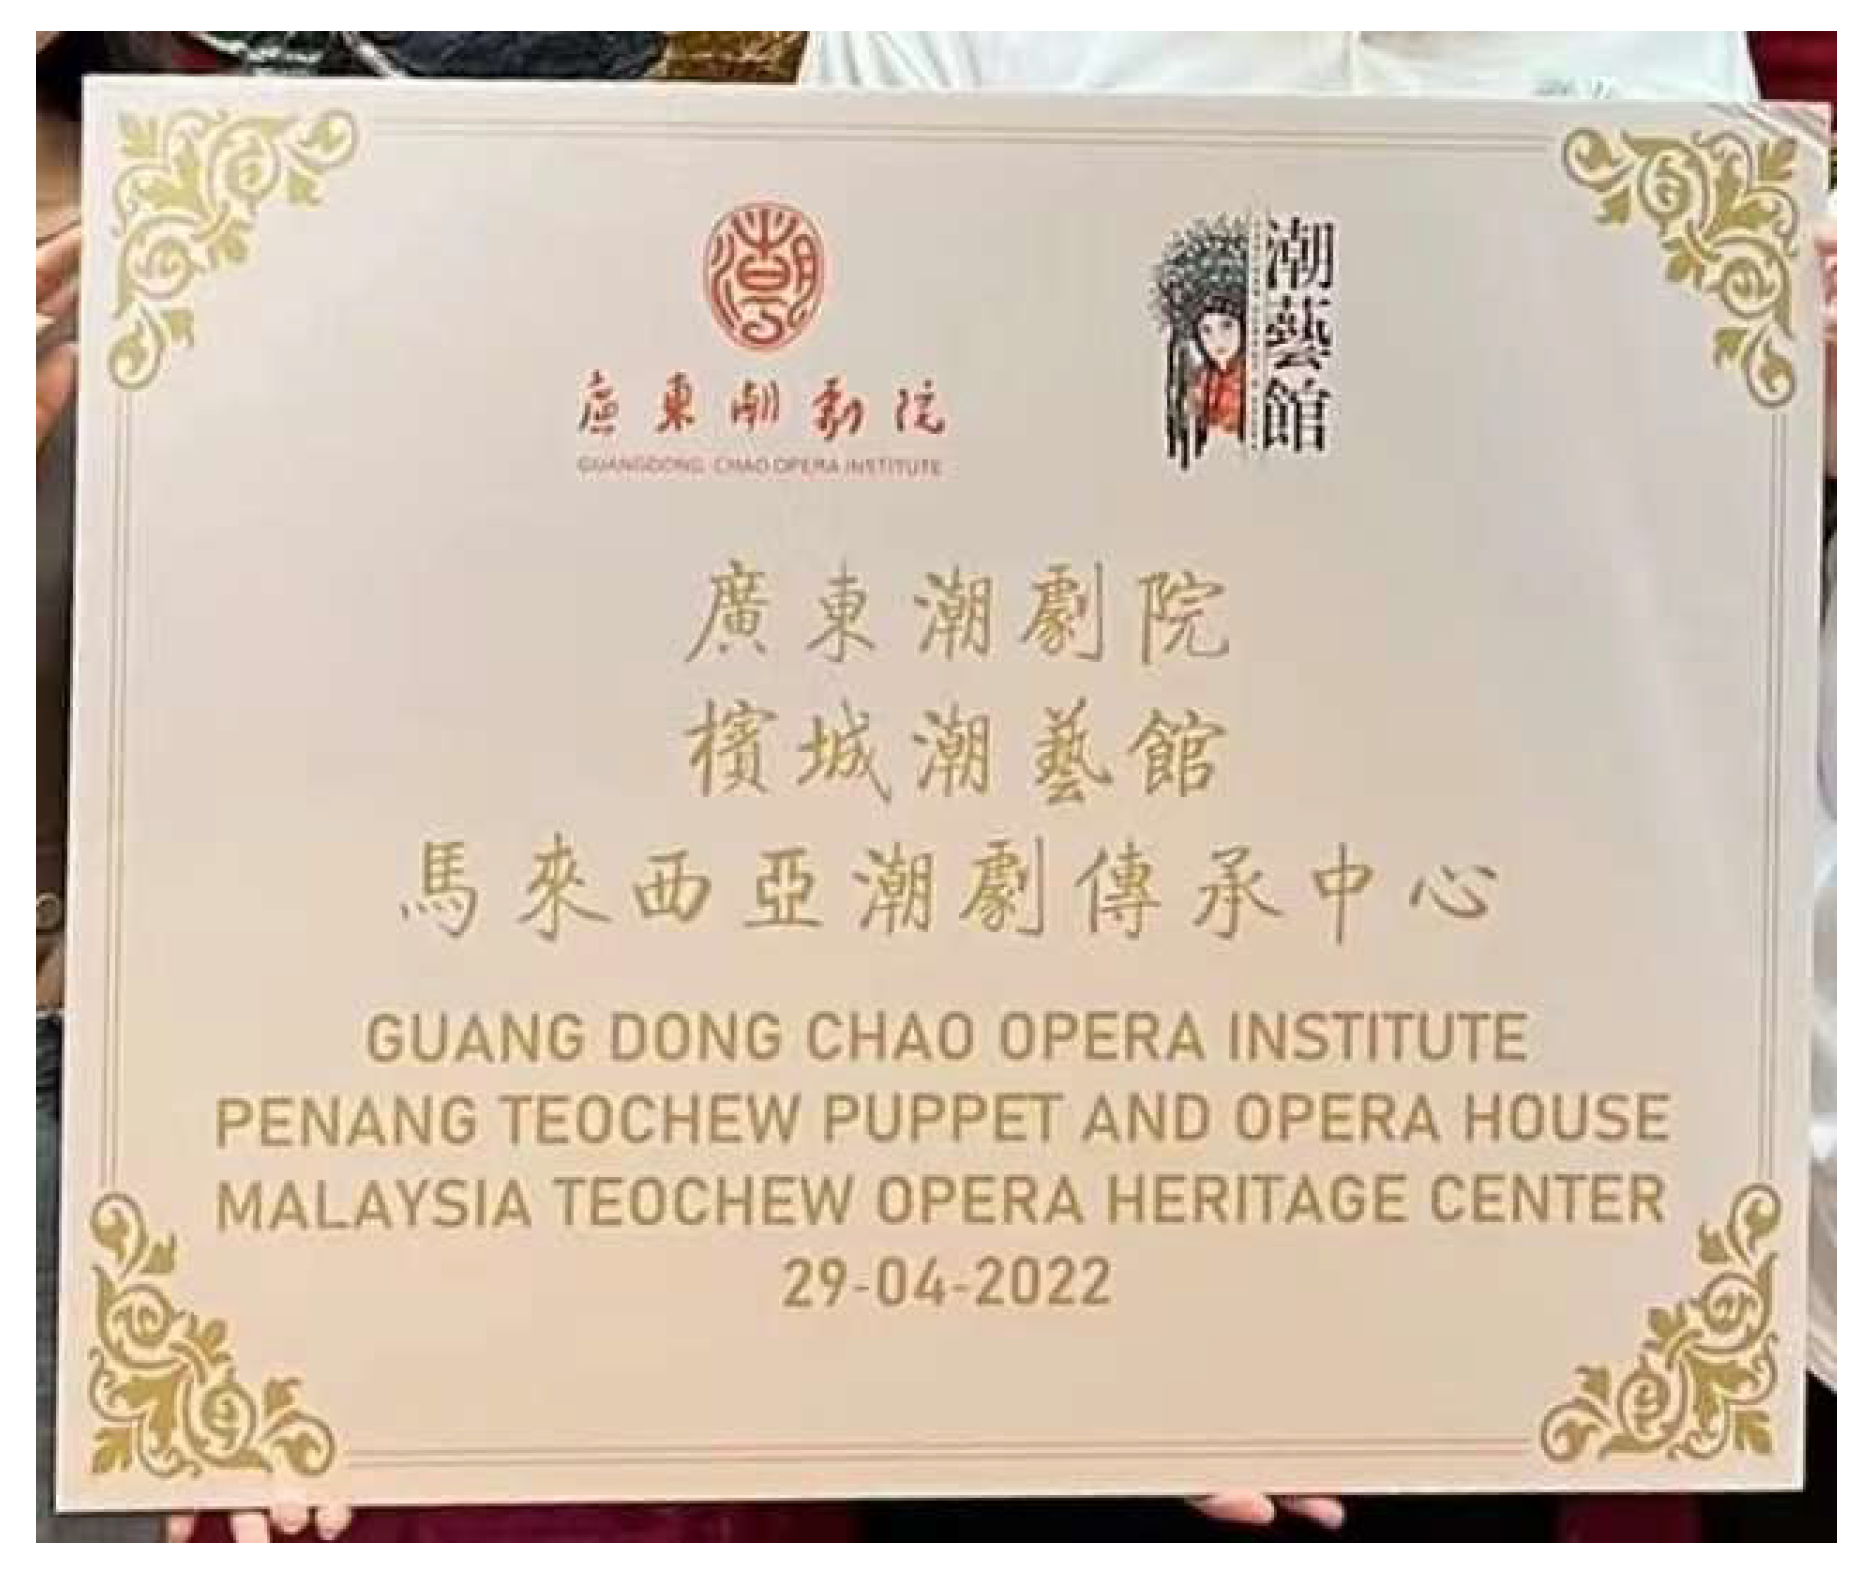 廣東潮劇院
GUANGDONG CHAO OPERA INSTITUTE
潮藝館
廣東潮劇院
檳城潮藝館
馬來西亞潮劇傳承中心
GUANG DONG CHAO OPERA INSTITUTE
PENANG TEOCHEW PUPPET AND OPERA HOUSE
MALAYSIA TEOCHEW OPERA HERITAGE CENTER
29-04-2022